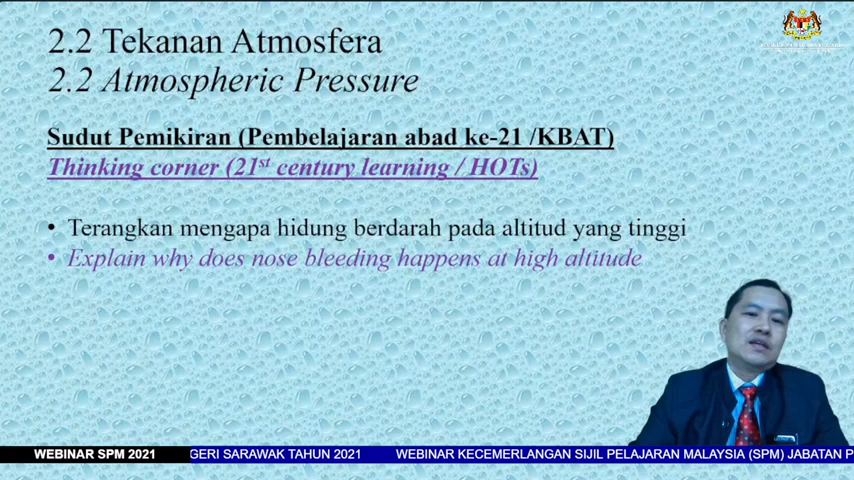 2.2 Tekanan Atmosfera
2.2 Atmospheric Pressure
Sudut Pemikiran (Pembelajaran abad ke-21 /KBAT)
Thinking corner (21st century learning / HOTs)
• Terangkan mengapa hidung berdarah pada altitud yang tinggi
• Explain why does nose bleeding happens at high altitude
WEBINAR SPM 2021
GERI SARAWAK TAHUN 2021
WEBINAR KECEMERLANGAN SIJIL PELAJARAN MALAYSIA (SPM) JABATAN P